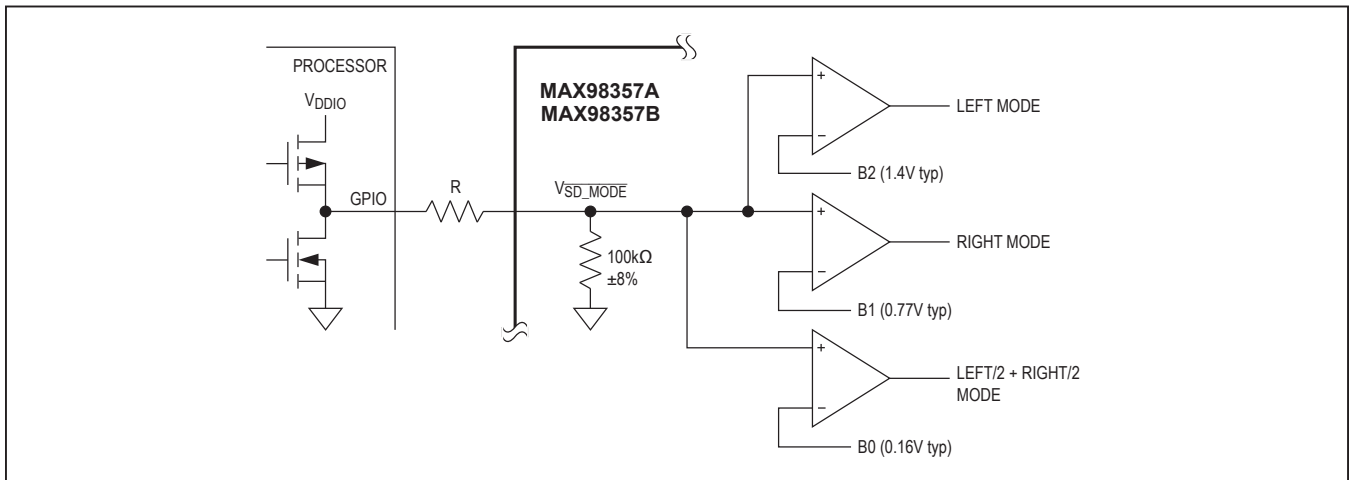 PROCESSOR
VDDIO
GPIO
R
MAX98357A
MAX98357B
VSD_MODE
100kΩ
±8%
LEFT MODE
B2 (1.4V typ)
RIGHT MODE
B1 (0.77V typ)
LEFT/2 + RIGHT/2
MODE
B0 (0.16V typ)
+
−
+
−
+
−